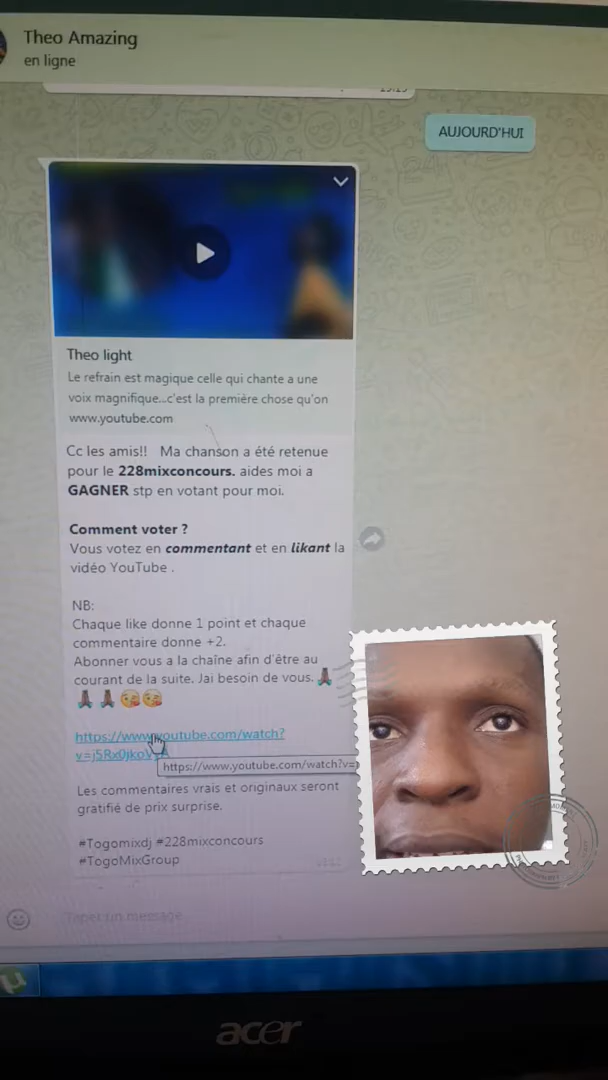 Theo Amazing
en ligne
AUJOURD'HUI
Theo light
Le refrain est magique celle qui chante a une
voix magnifique...c'est la première chose qu'on
www.youtube.com
Cc les amis!! Ma chanson a été retenue
pour le 228mixconcours. aides moi a
GAGNER stp en votant pour moi.
Comment voter ?
Vous votez en commentant et en likant la
vidéo YouTube .
NB:
Chaque like donne 1 point et chaque
commentaire donne +2.
Abonner vous a la chaîne afin d'être au
courant de la suite. Jai besoin de vous. 🙏🏿
🙏🏿 🙏🏿 😘😘
https://www.youtube.com/watch?
https://www.youtube.com/watch?v=
Les commentaires vrais et originaux seront
gratifié de prix surprise.
#Togomixdj #228mixconcours
#TogoMixGroup
Taper un message
acer